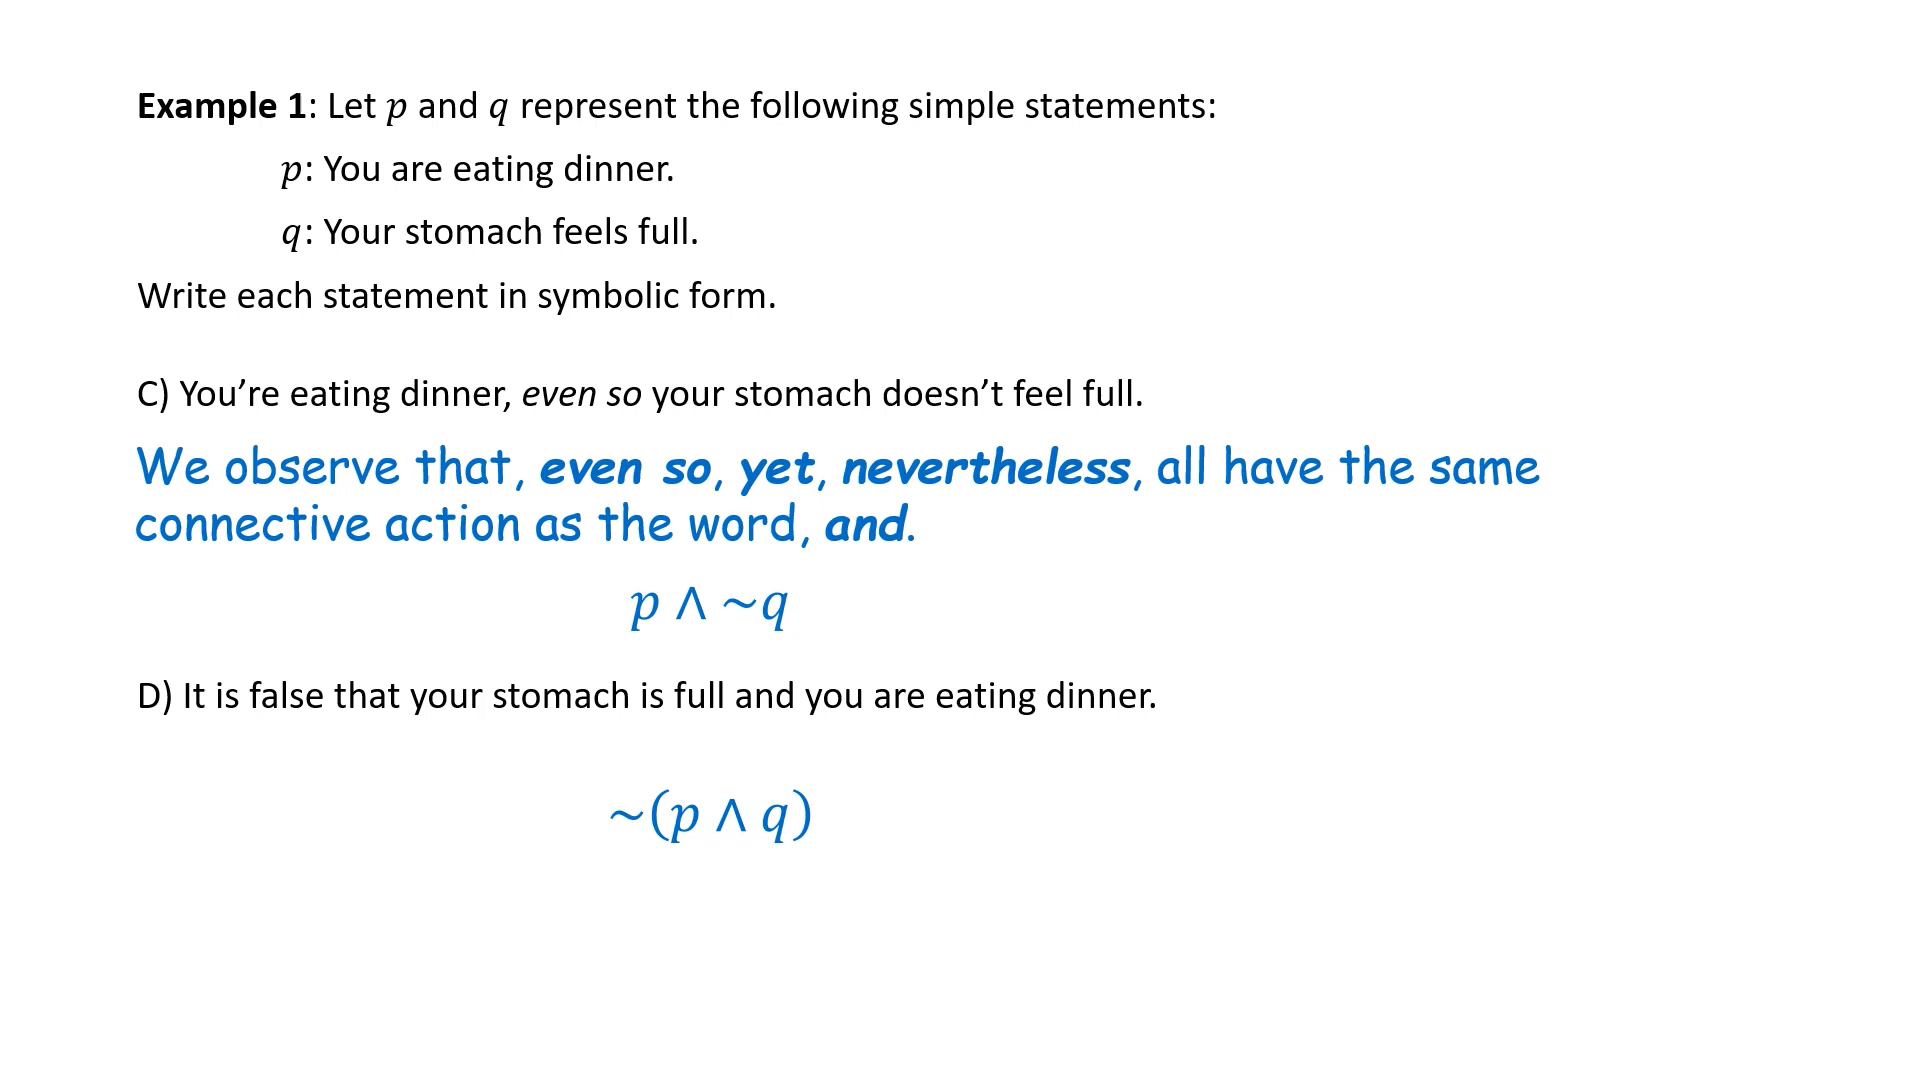 Example 1: Let p and q represent the following simple statements:
p: You are eating dinner.
q: Your stomach feels full.
Write each statement in symbolic form.
C) You’re eating dinner, even so your stomach doesn’t feel full.
We observe that, even so, yet, nevertheless, all have the same
connective action as the word, and.
p ∧ ~q
D) It is false that your stomach is full and you are eating dinner.
~(p ∧ q)